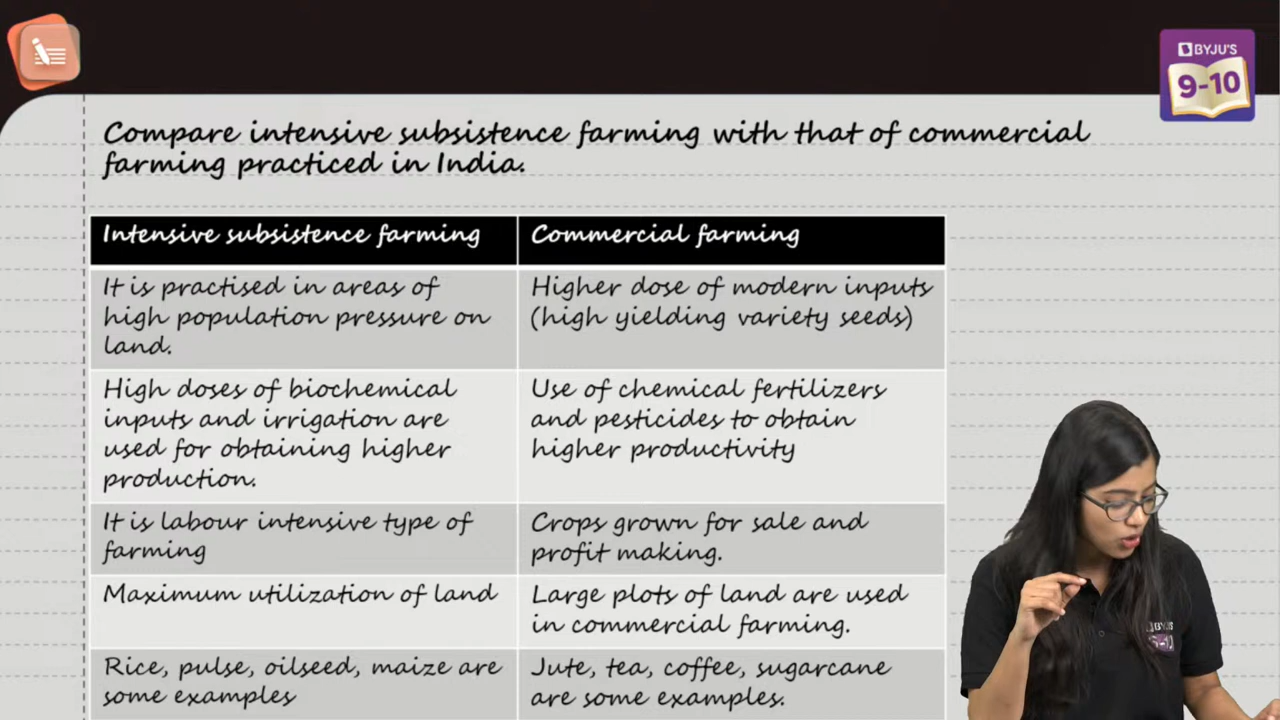 BYJU'S
9-10
Compare intensive subsistence farming with that of commercial
farming practiced in India.
Intensive subsistence farming
Commercial farming
It is practised in areas of
high population pressure on
land.
Higher dose of modern inputs
(high yielding variety seeds)
High doses of biochemical
inputs and irrigation are
used for obtaining higher
production.
Use of chemical fertilizers
and pesticides to obtain
higher productivity
It is labour intensive type of
farming
Crops grown for sale and
profit making.
Maximum utilization of land
Large plots of land are used
in commercial farming.
Rice, pulse, oilseed, maize are
some examples
Jute, tea, coffee, sugarcane
are some examples.